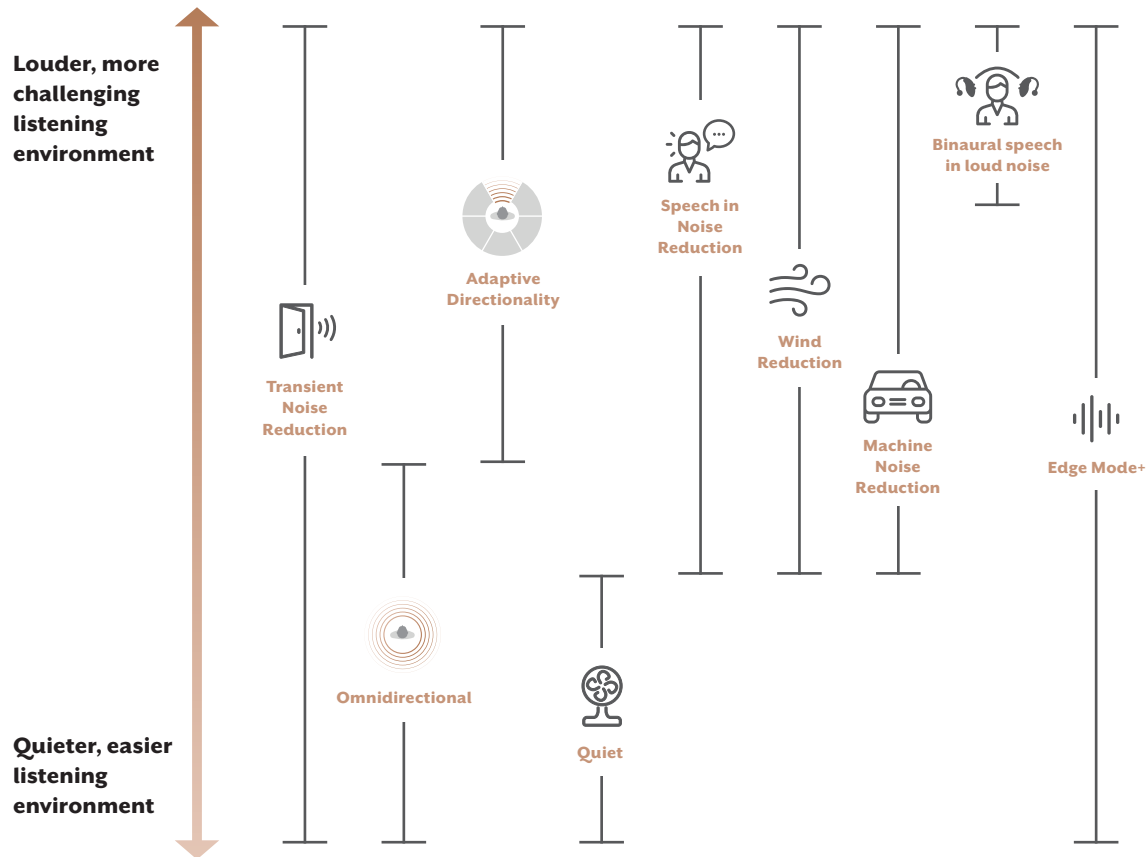 Louder, more
challenging
listening
environment
Binaural speech
in loud noise
Speech in
Noise
Reduction
Adaptive
Directionality
Wind
Reduction
Transient
Noise
Reduction
Machine
Noise
Reduction
Edge Mode+
Omnidirectional
Quiet
Quieter, easier
listening
environment